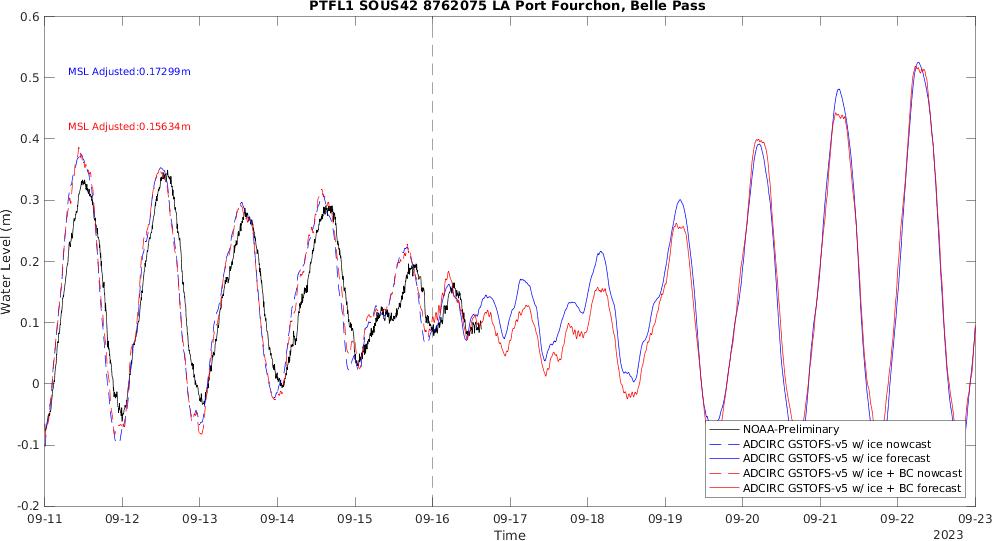 PTFL1 SOUS42 8762075 LA Port Fourchon, Belle Pass
0.6
0.5
0.4
0.3
0.2
0.1
0
-0.1
-0.2
Water Level (m)
MSL Adjusted:0.17299m
MSL Adjusted:0.15634m
NOAA-Preliminary
ADCIRC GSTOFS-v5 w/ ice nowcast
ADCIRC GSTOFS-v5 w/ ice forecast
ADCIRC GSTOFS-v5 w/ ice + BC nowcast
ADCIRC GSTOFS-v5 w/ ice + BC forecast
09-11 09-12 09-13 09-14 09-15 09-16 09-17 09-18 09-19 09-20 09-21 09-22 09-23
Time
2023